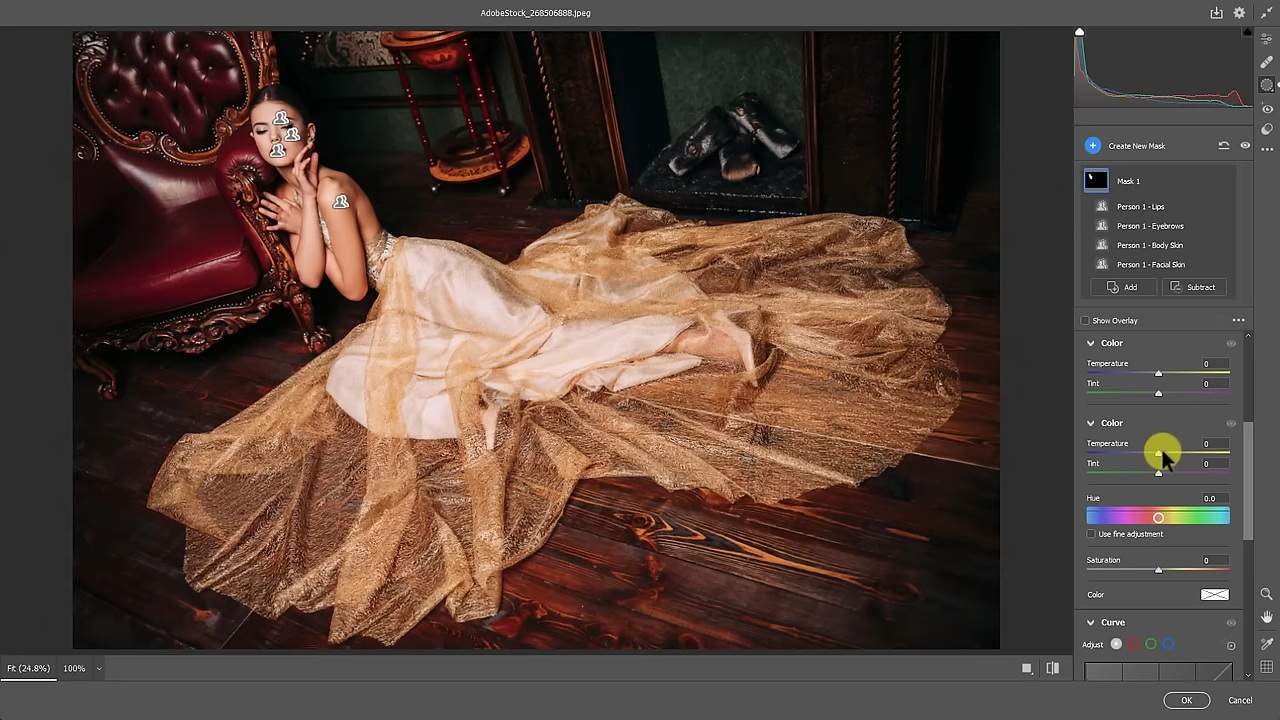 AdobeStock_268506888.jpeg
Create New Mask
Mask 1
Person 1 - Lips
Person 1 - Eyebrows
Person 1 - Body Skin
Person 1 - Facial Skin
Add
Subtract
Show Overlay
Color
Temperature 0
Tint 0
Color
Temperature 0
Tint 0
Hue 0.0
Use fine adjustment
Saturation 0
Color
Curve
Adjust
Fit (24.8%) 100%
OK Cancel